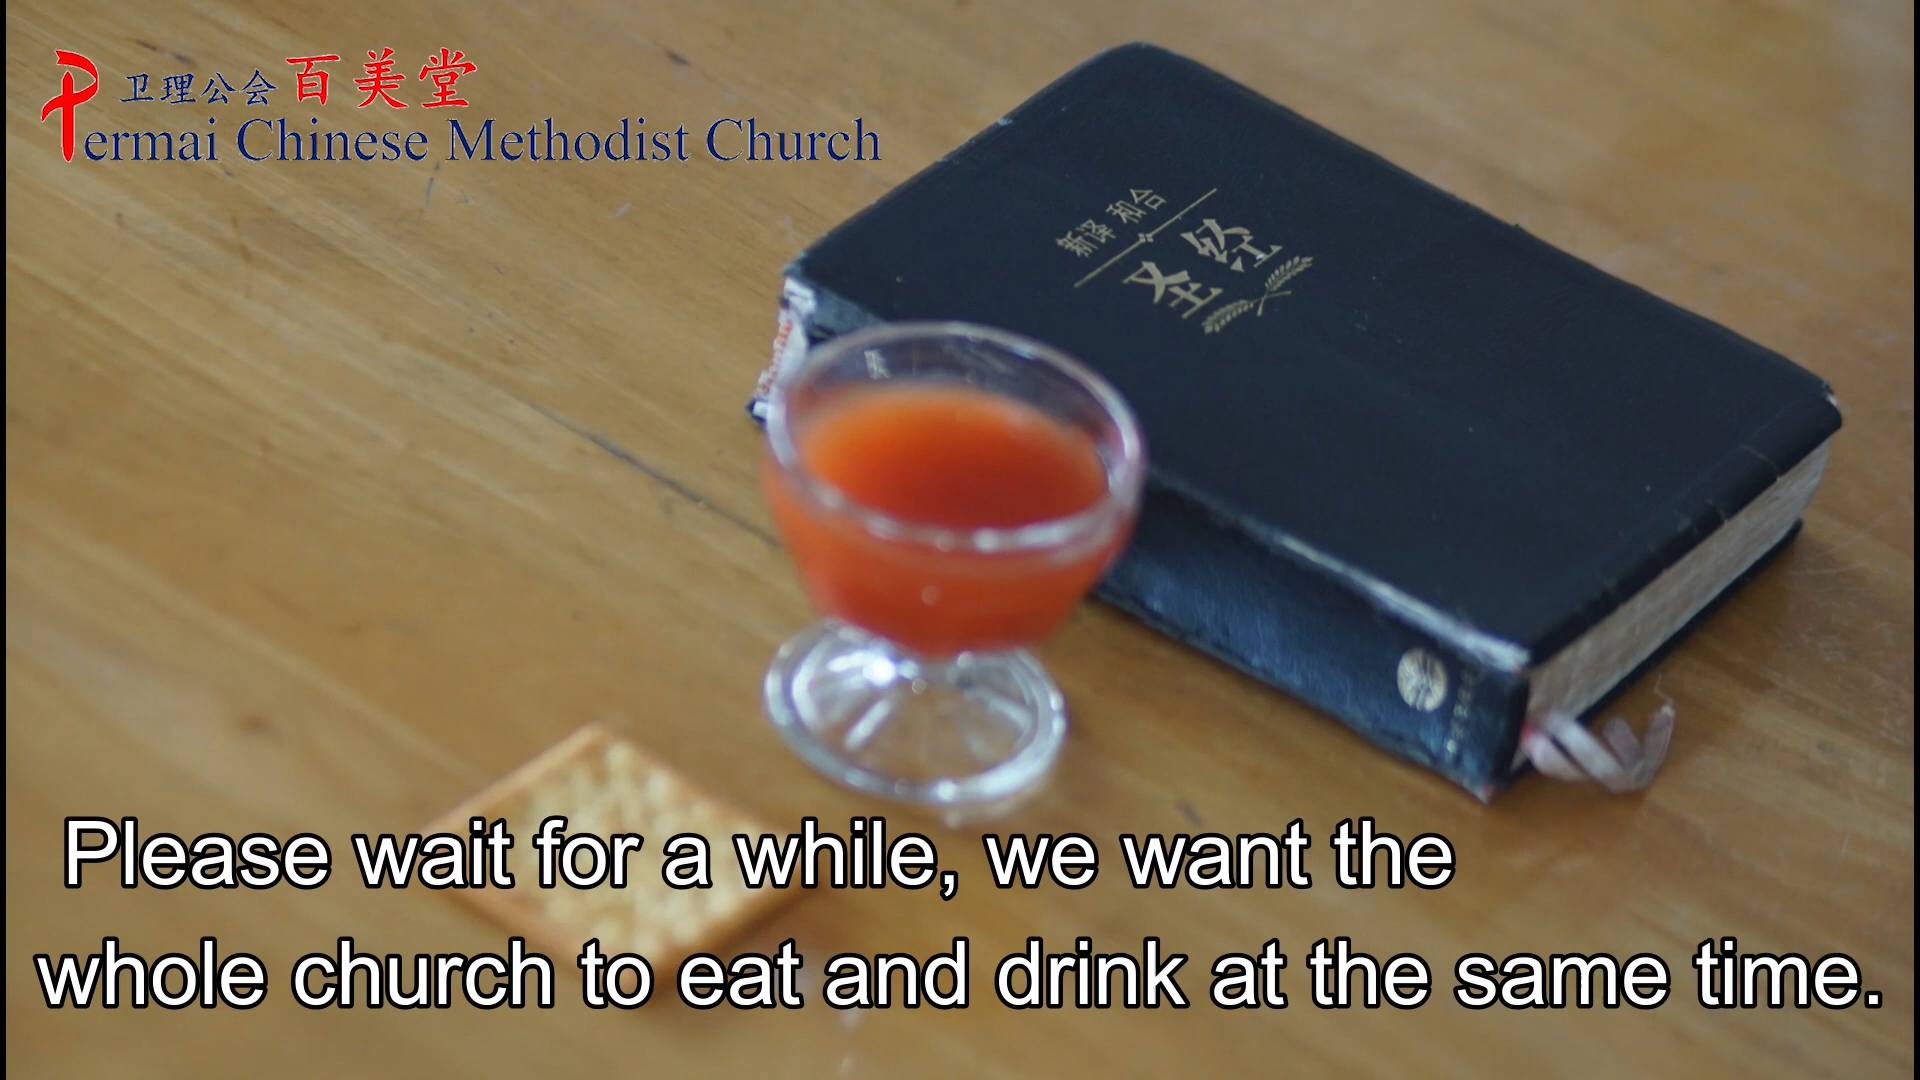 卫理公会 百美堂
Permai Chinese Methodist Church
新译 和合
圣经
Please wait for a while, we want the
whole church to eat and drink at the same time.